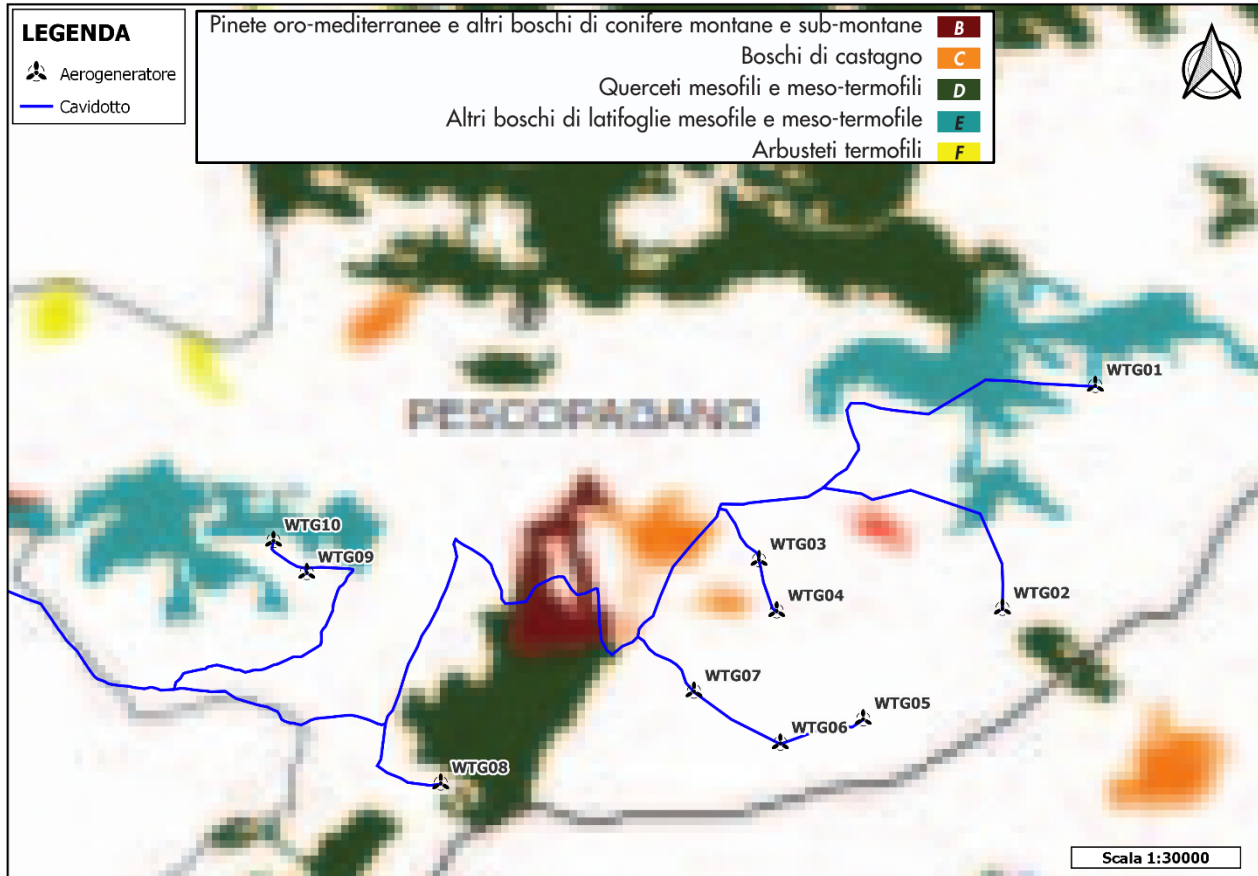 LEGENDA
Aerogeneratore
Cavidotto
Pinete oro-mediterranee e altri boschi di conifere montane e sub-montane B
Boschi di castagno C
Querceti mesofili e meso-termofili D
Altri boschi di latifoglie mesofile e meso-termofile E
Arbusteti termofili F
WTG01
PESCOPAGANO
WTG10
WTG09
WTG03
WTG04
WTG02
WTG07
WTG05
WTG06
WTG08
Scala 1:30000